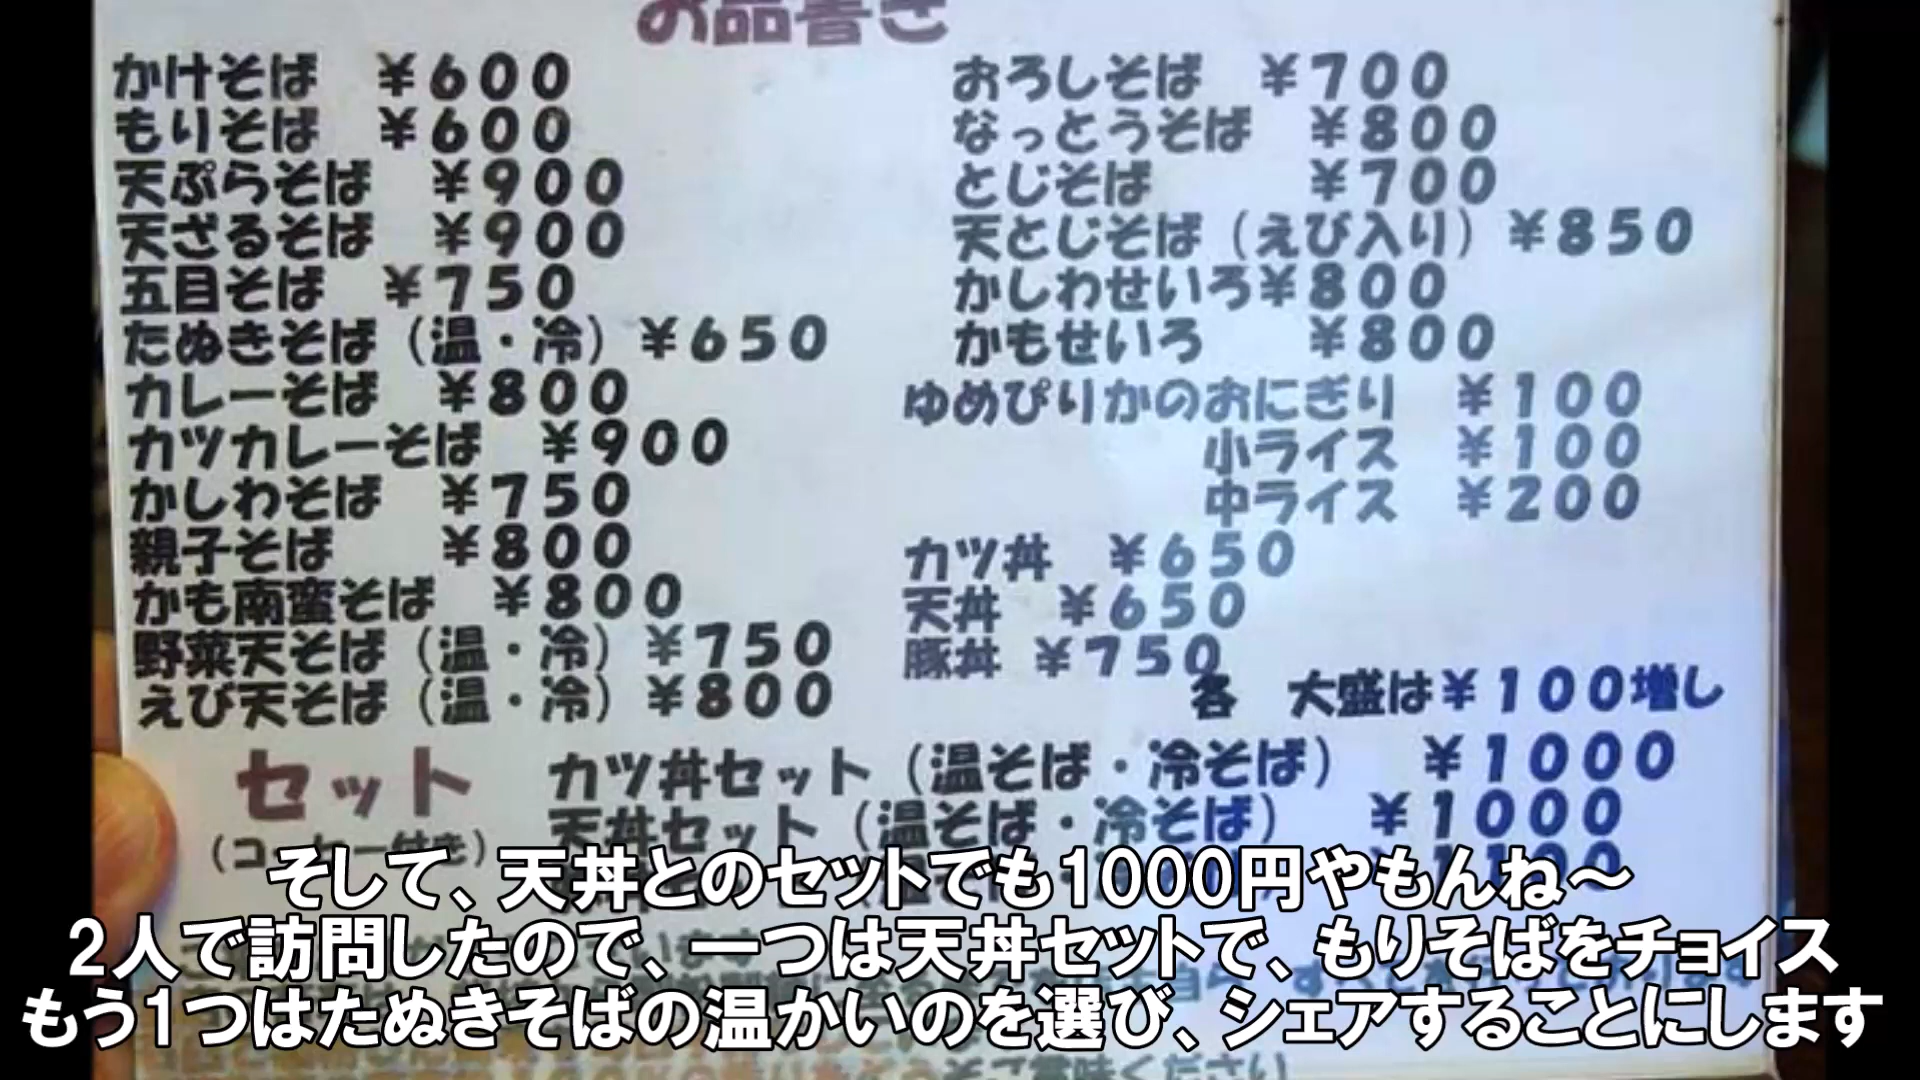 お品書き
かけそば ¥600
もりそば ¥600
天ぷらそば ¥900
天ざるそば ¥900
五目そば ¥750
たぬきそば（温・冷）¥650
カレーそば ¥800
カツカレーそば ¥900
かしわそば ¥750
親子そば ¥800
かも南蛮そば ¥800
野菜天そば（温・冷）¥750
えび天そば（温・冷）¥800
おろしそば ¥700
なっとうそば ¥800
とじそば ¥700
天とじそば（えび入り）¥850
かしわせいろ¥800
かもせいろ ¥800
ゆめぴりかのおにぎり ¥100
小ライス ¥100
中ライス ¥200
カツ丼 ¥650
天丼 ¥650
豚丼 ¥750
各 大盛は¥100増し
セット
カツ丼セット（温そば・冷そば） ¥1000
天丼セット（温そば・冷そば） ¥1000
そして、天丼とのセットでも1000円やもんね～
2人で訪問したので、一つは天丼セットで、もりそばをチョイス
もう1つはたぬきそばの温かいのを選び、シェアすることにします